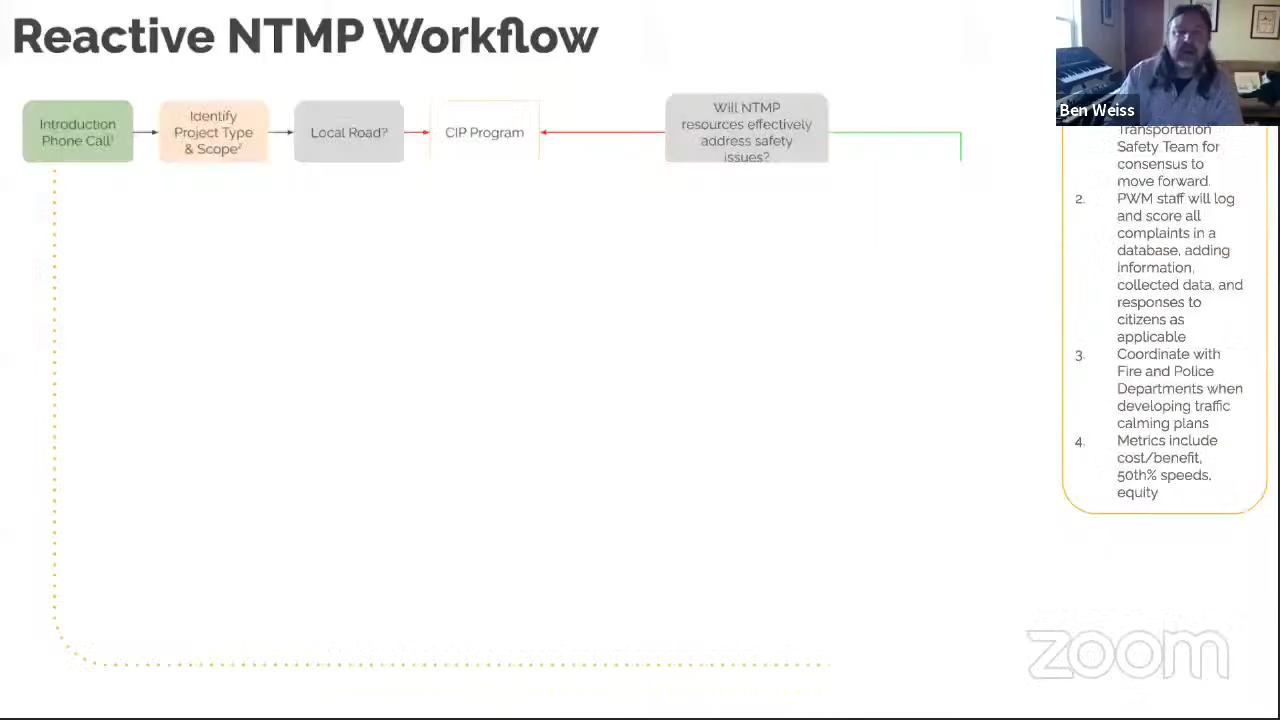 Reactive NTMP Workflow
Introduction
Phone Call¹
Identify
Project Type
& Scope²
Local Road?
CIP Program
Will NTMP
resources effectively
address safety
issues?
Ben Weiss
Transportation
Safety Team for
consensus to
move forward.
2. PWM staff will log
and score all
complaints in a
database, adding
information,
collected data, and
responses to
citizens as
applicable
3. Coordinate with
Fire and Police
Departments when
developing traffic
calming plans
4. Metrics include
cost/benefit,
50th% speeds,
equity
zoom